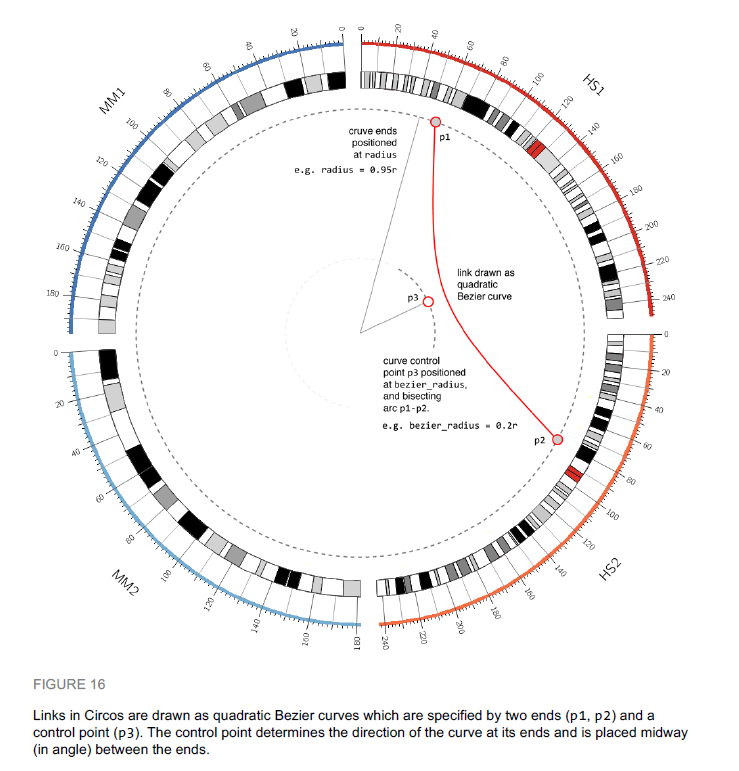 MM1
180
160
140
120
100
80
60
40
20
0
0
20
40
60
80
100
120
140
160
180
200
220
240
HS1
cruve ends
positioned
at radius
e.g. radius = 0.95r
p1
p3
link drawn as
quadratic
Bezier curve
curve control
point p3 positioned
at bezier_radius,
and bisecting
arc p1-p2.
e.g. bezier_radius = 0.2r
p2
0
20
40
60
80
100
120
140
160
180
200
220
240
HS2
0
20
40
60
80
100
120
140
160
180
MM2
FIGURE 16
Links in Circos are drawn as quadratic Bezier curves which are specified by two ends (p1, p2) and a
control point (p3). The control point determines the direction of the curve at its ends and is placed midway
(in angle) between the ends.